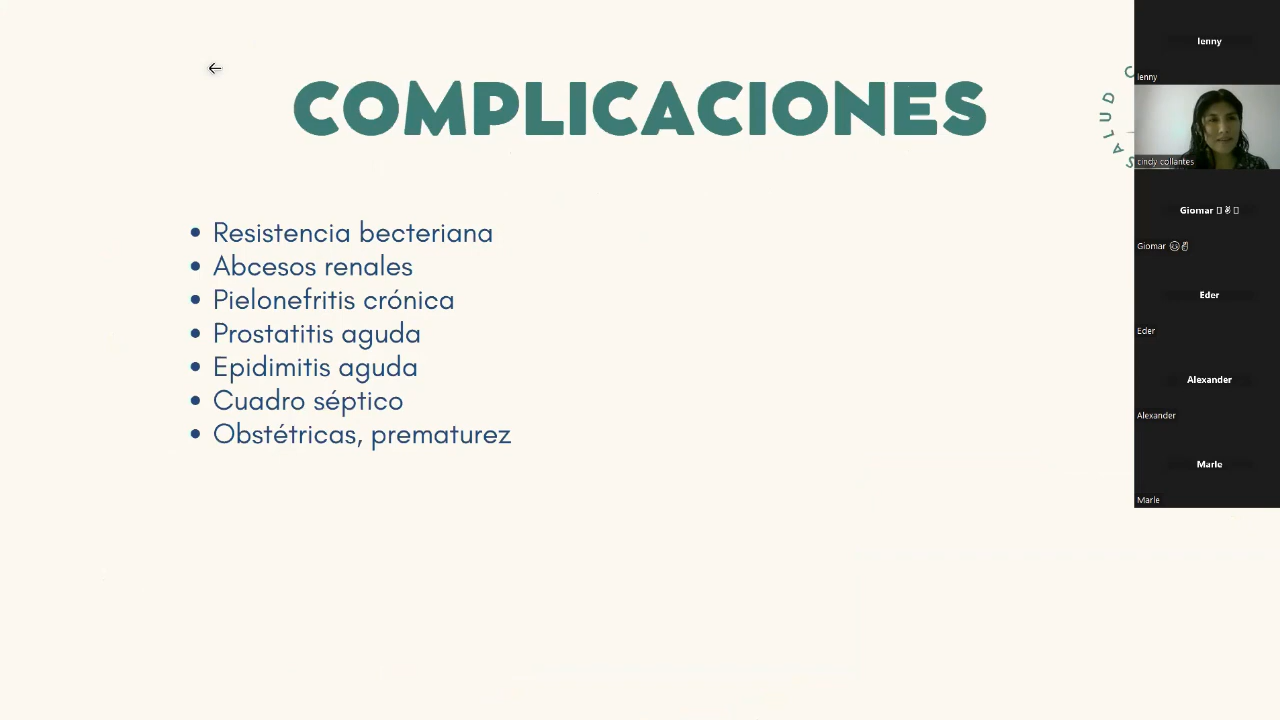 COMPLICACIONES
Resistencia becteriana
Abcesos renales
Pielonefritis crónica
Prostatitis aguda
Epidimitis aguda
Cuadro séptico
Obstétricas, prematurez
SALUD C
lenny
lenny
cindy collantes
Giomar
Giomar
Eder
Eder
Alexander
Alexander
Marle
Marle